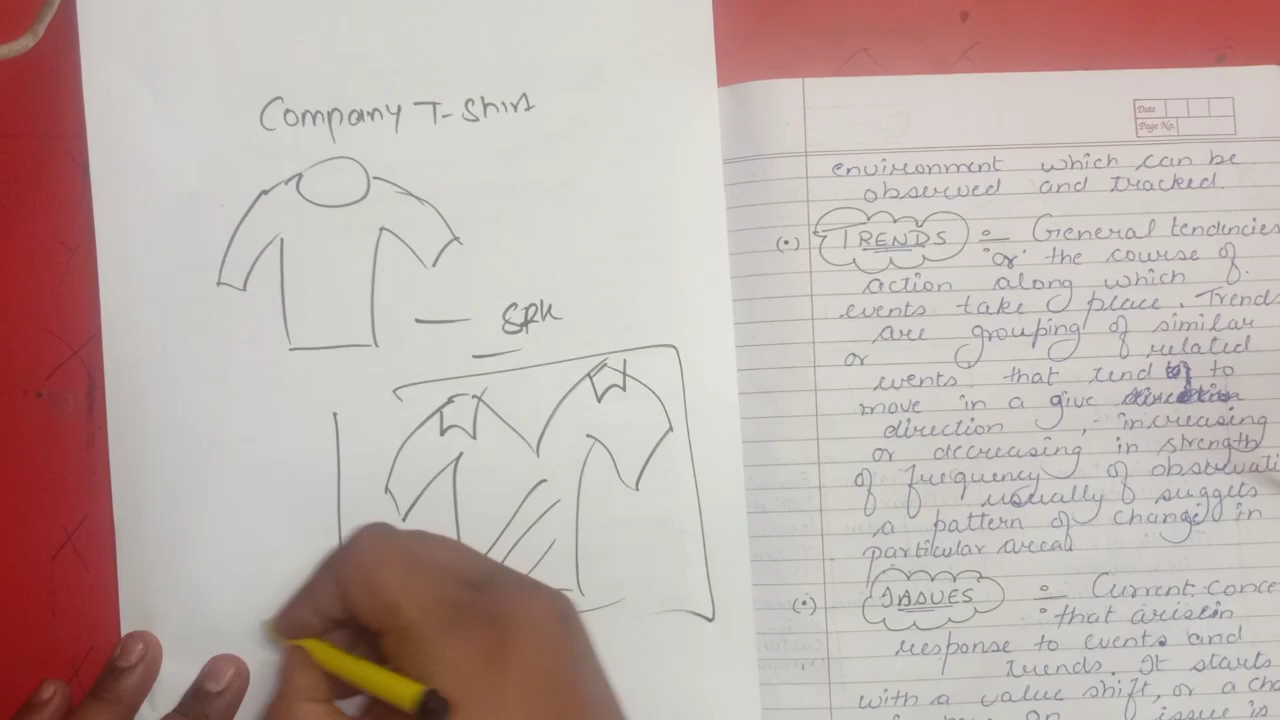 Company T-Shirt
SRK
Date
Page No.
environment which can be
observed and tracked.
(•) TRENDS :- General tendencies
"or" the course of
action along which
events take place. Trends
are grouping of similar
or related
events that tend to
move in a give
direction, - increasing
or decreasing in strength
of frequency of observati
usually suggests
a pattern of change in
particular areas
(•) ISSUES :- Current conce
that arise in
response to events and
trends. It starts
with a value shift, or a cha
issue is